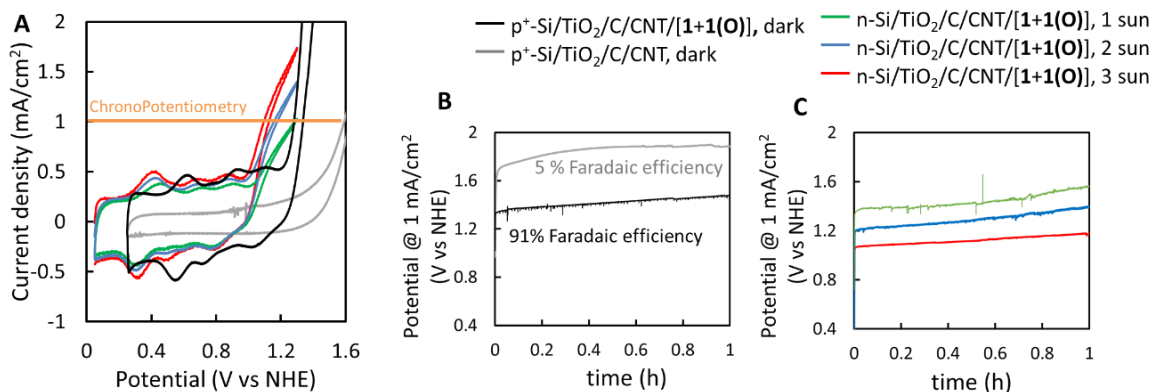 p⁺-Si/TiO₂/C/CNT/[1+1(O)], dark
p⁺-Si/TiO₂/C/CNT, dark
n-Si/TiO₂/C/CNT/[1+1(O)], 1 sun
n-Si/TiO₂/C/CNT/[1+1(O)], 2 sun
n-Si/TiO₂/C/CNT/[1+1(O)], 3 sun
A
Current density (mA/cm²)
2
1.5
1
0.5
0
-0.5
-1
ChronoPotentiometry
0
0.4
0.8
1.2
1.6
Potential (V vs NHE)
B
Potential @ 1 mA/cm²
(V vs NHE)
2
1.6
1.2
0.8
0.4
5 % Faradaic efficiency
91% Faradaic efficiency
0
0.2
0.4
0.6
0.8
1
time (h)
C
Potential @ 1 mA/cm²
(V vs NHE)
2
1.6
1.2
0.8
0.4
0
0.2
0.4
0.6
0.8
1
time (h)